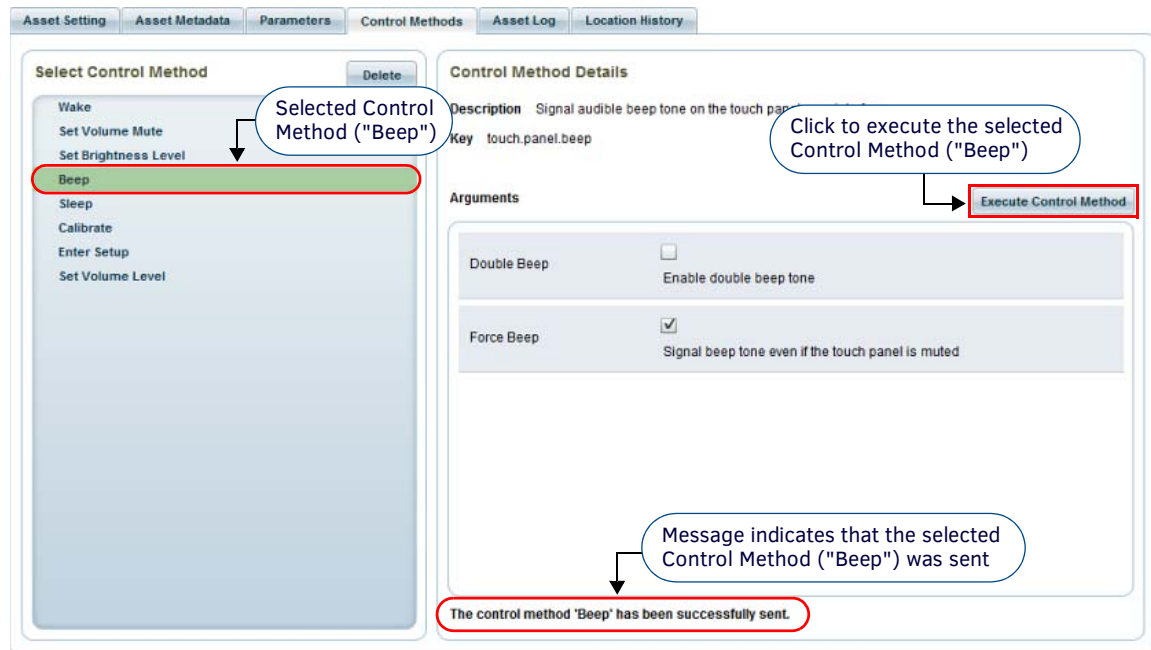 Asset Setting Asset Metadata Parameters Control Methods Asset Log Location History
Select Control Method
Delete
Wake
Set Volume Mute
Set Brightness Level
Beep
Sleep
Calibrate
Enter Setup
Set Volume Level
Selected Control
Method ("Beep")
Control Method Details
Description Signal audible beep tone on the touch
Key touch.panel.beep
Click to execute the selected
Control Method ("Beep")
Arguments
Execute Control Method
Double Beep
Enable double beep tone
Force Beep
Signal beep tone even if the touch panel is muted
Message indicates that the selected
Control Method ("Beep") was sent
The control method 'Beep' has been successfully sent.